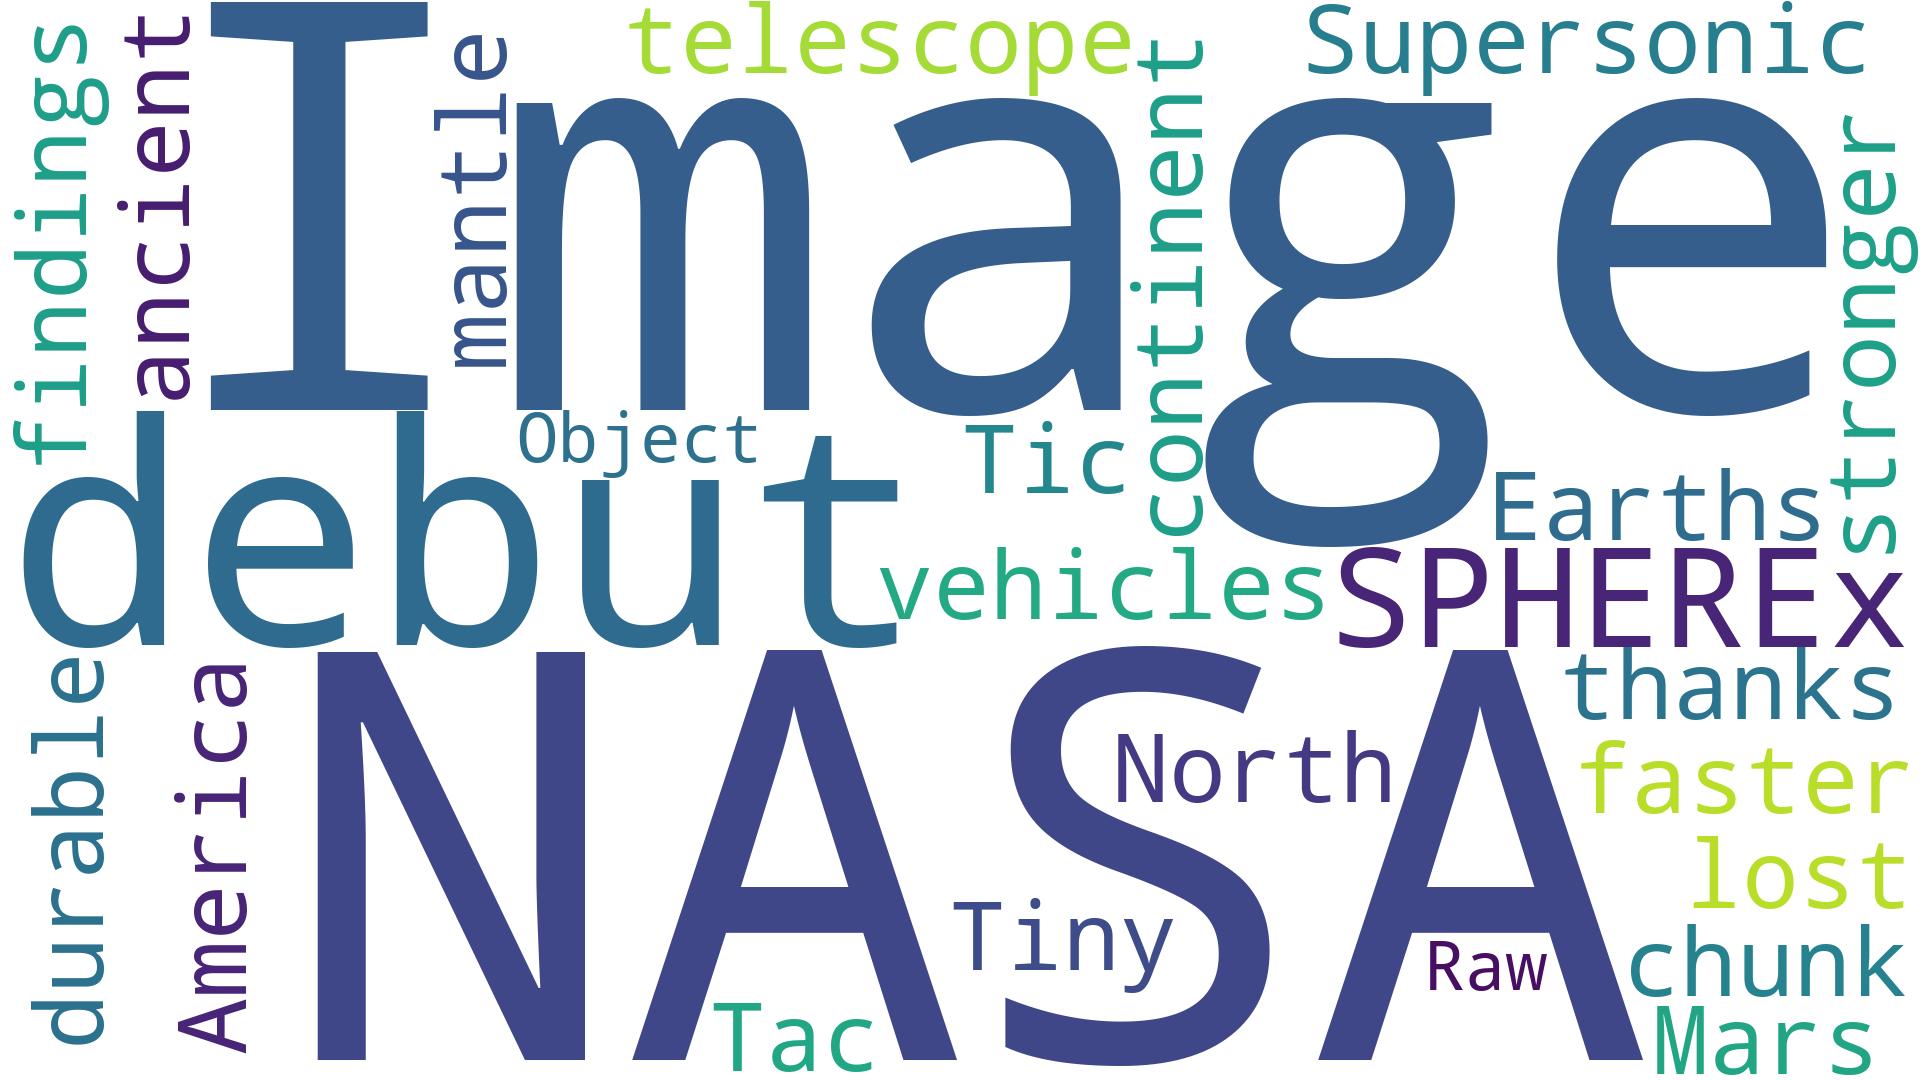 findings
ancient
Image
mantle
telescope
continent
Supersonic
stronger
debut
Object
Tic
Earths
vehicles
SPHEREx
durable
America
NASA
North
thanks
faster
lost
Tiny
Raw
chunk
Tac
Mars